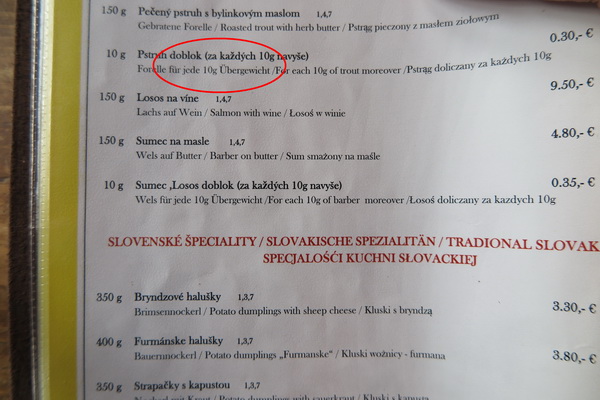 150 g Pečený pstruh s bylinkovým maslom 1,4,7
Gebratene Forelle / Roasted trout with herb butter / Pstrąg pieczony z masłem ziołowym
0.30,- €
10 g Pstruh doblok (za každých 10g navyše)
Forelle für jede 10g Übergewicht /For each 10g of trout moreover /Pstrąg doliczany za każdych 10g
9.50,- €
150 g Losos na víne 1,4,7
Lachs auf Wein / Salmon with wine / Łosoś w winie
4.80,- €
150 g Sumec na masle 1,4,7
Wels auf Butter / Barber on butter / Sum smażony na maśle
10 g Sumec ,Losos doblok (za každých 10g navyše) 0.35,- €
Wels für jede 10g Übergewicht /For each 10g of barber moreover /Łosoś doliczany za kazdych 10g
SLOVENSKÉ ŠPECIALITY / SLOVAKISCHE SPEZIALITÄN / TRADIONAL SLOVAK
SPECJALOŚĆI KUCHNI SŁOVACKIEJ
350 g Bryndzové halušky 1,3,7
Brimsennockerl / Potato dumplings with sheep cheese / Kluski s bryndzą 3.30,- €
400 g Furmánske halušky 1,3,7
Bauernnockerl / Potato dumplings „Furmanske“ / Kluski woźnicy - furmana 3.80,- €
350 g Strapačky s kapustou 1,3,7